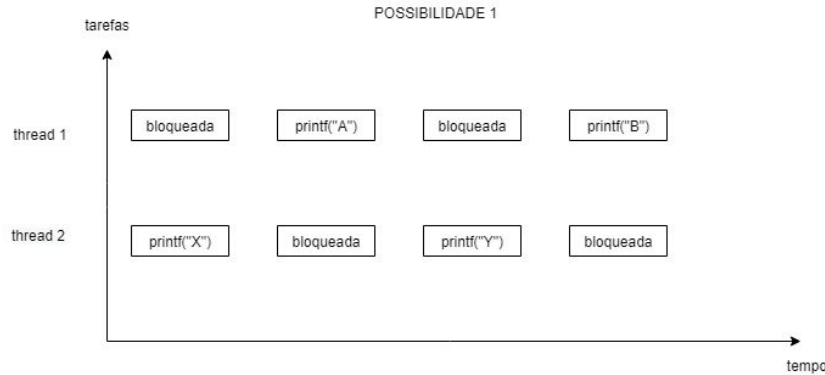 POSSIBILIDADE 1
tarefas
thread 1
bloqueada
printf("A")
bloqueada
printf("B")
thread 2
printf("X")
bloqueada
printf("Y")
bloqueada
tempo